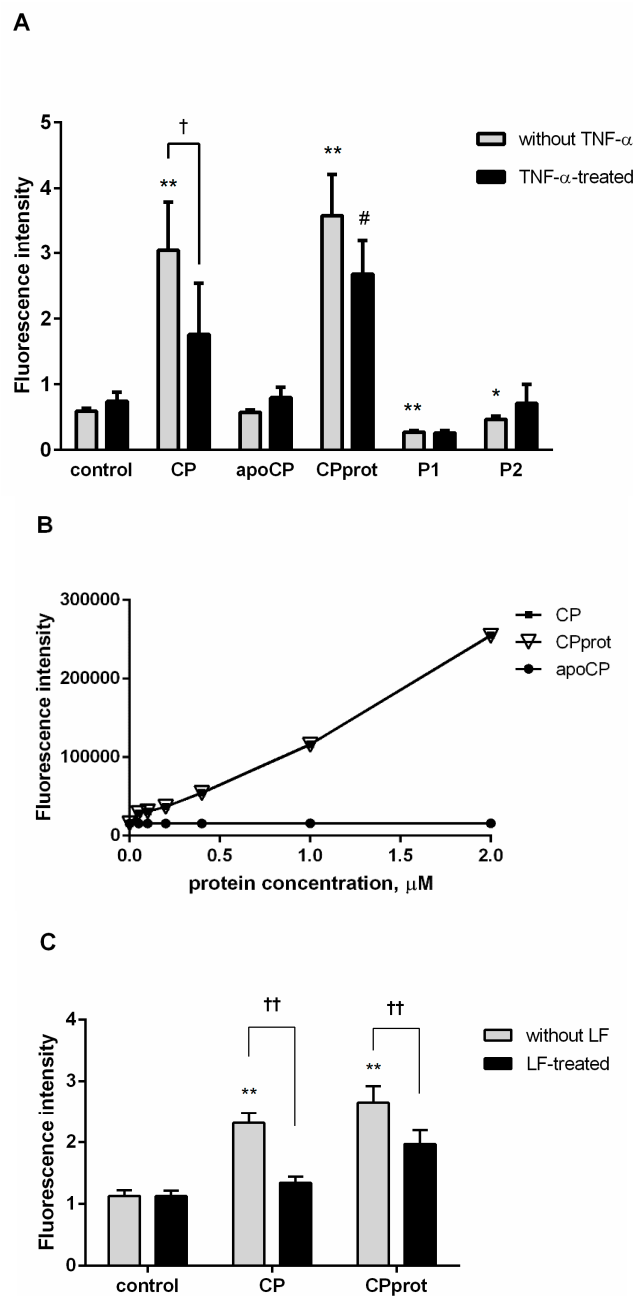 A
Fluorescence intensity
5
4
3
2
1
0
**
†
**
#
**
*
without TNF-α
TNF-α-treated
control CP apoCP CPprot P1 P2
B
Fluorescence intensity
300000
200000
100000
0
CP
CPprot
apoCP
0.0 0.5 1.0 1.5 2.0
protein concentration, μM
C
Fluorescence intensity
4
3
2
1
0
**
††
**
††
without LF
LF-treated
control CP CPprot